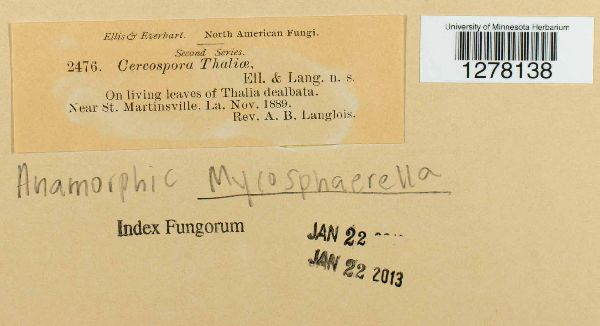 Ellis & Everhart. North American Fungi.
Second Series.
2476. Cercospora Thaliæ,
Ell. & Lang. n. s.
On living leaves of Thalia dealbata.
Near St. Martinsville. La. Nov. 1889.
Rev. A. B. Langlois.
University of Minnesota Herbarium
1278138
Anamorphic Mycosphaerella
Index Fungorum
JAN 22
JAN 22 2013